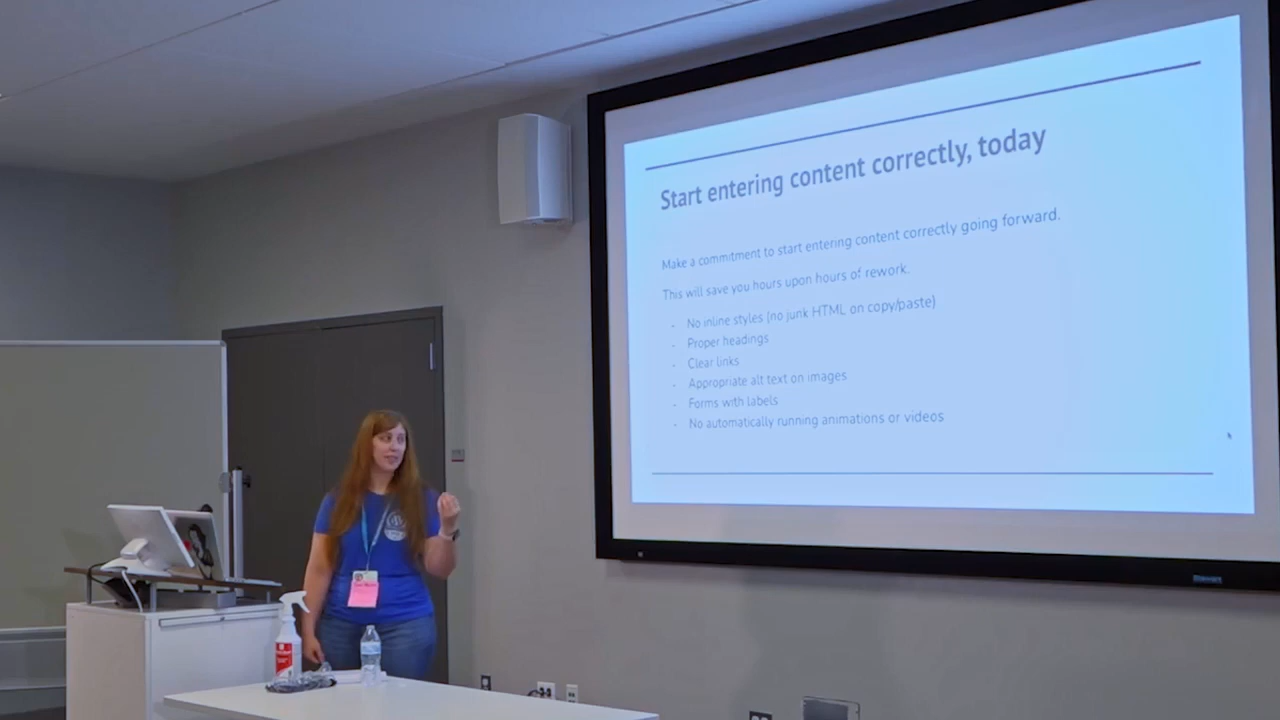 Start entering content correctly, today
Make a commitment to start entering content correctly going forward.
This will save you hours upon hours of rework.
- No inline styles (no junk HTML on copy/paste)
- Proper headings
- Clear links
- Appropriate alt text on images
- Forms with labels
- No automatically running animations or videos
Stewart